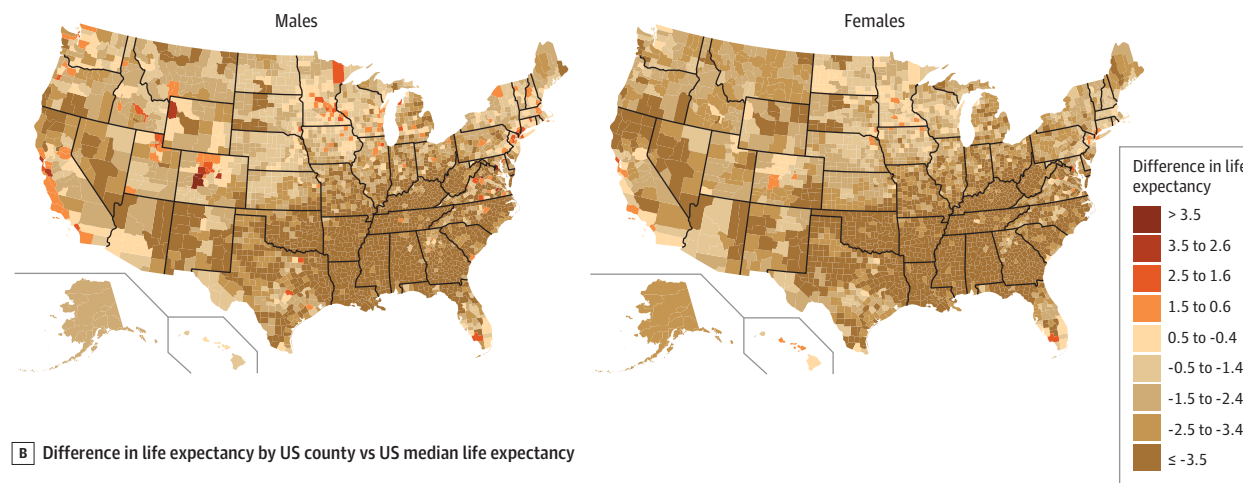 Males
Females
Difference in life
expectancy
> 3.5
3.5 to 2.6
2.5 to 1.6
1.5 to 0.6
0.5 to -0.4
-0.5 to -1.4
-1.5 to -2.4
-2.5 to -3.4
≤ -3.5
B Difference in life expectancy by US county vs US median life expectancy